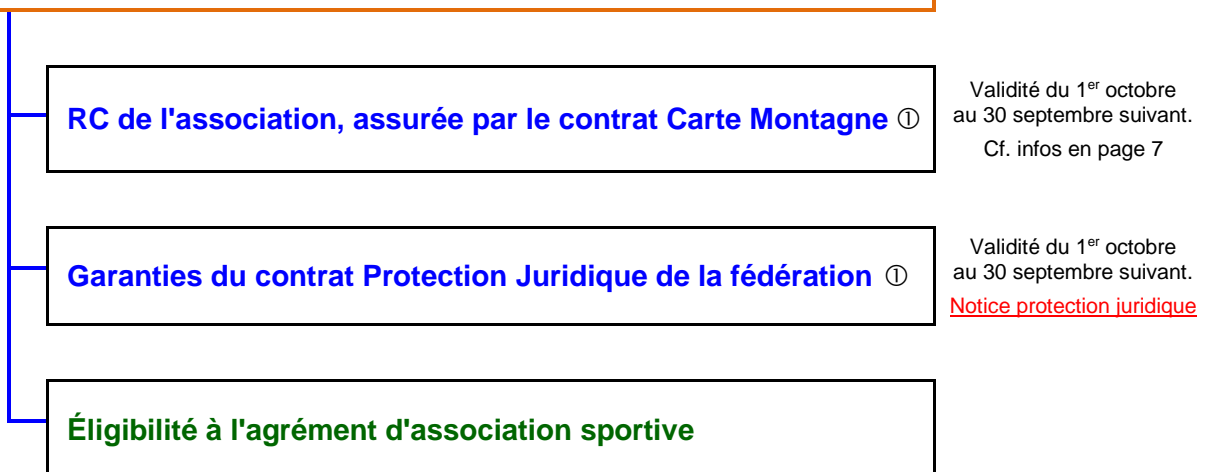 RC de l'association, assurée par le contrat Carte Montagne ①
Validité du 1er octobre
au 30 septembre suivant.
Cf. infos en page 7
Garanties du contrat Protection Juridique de la fédération ①
Validité du 1er octobre
au 30 septembre suivant.
Notice protection juridique
Éligibilité à l'agrément d'association sportive